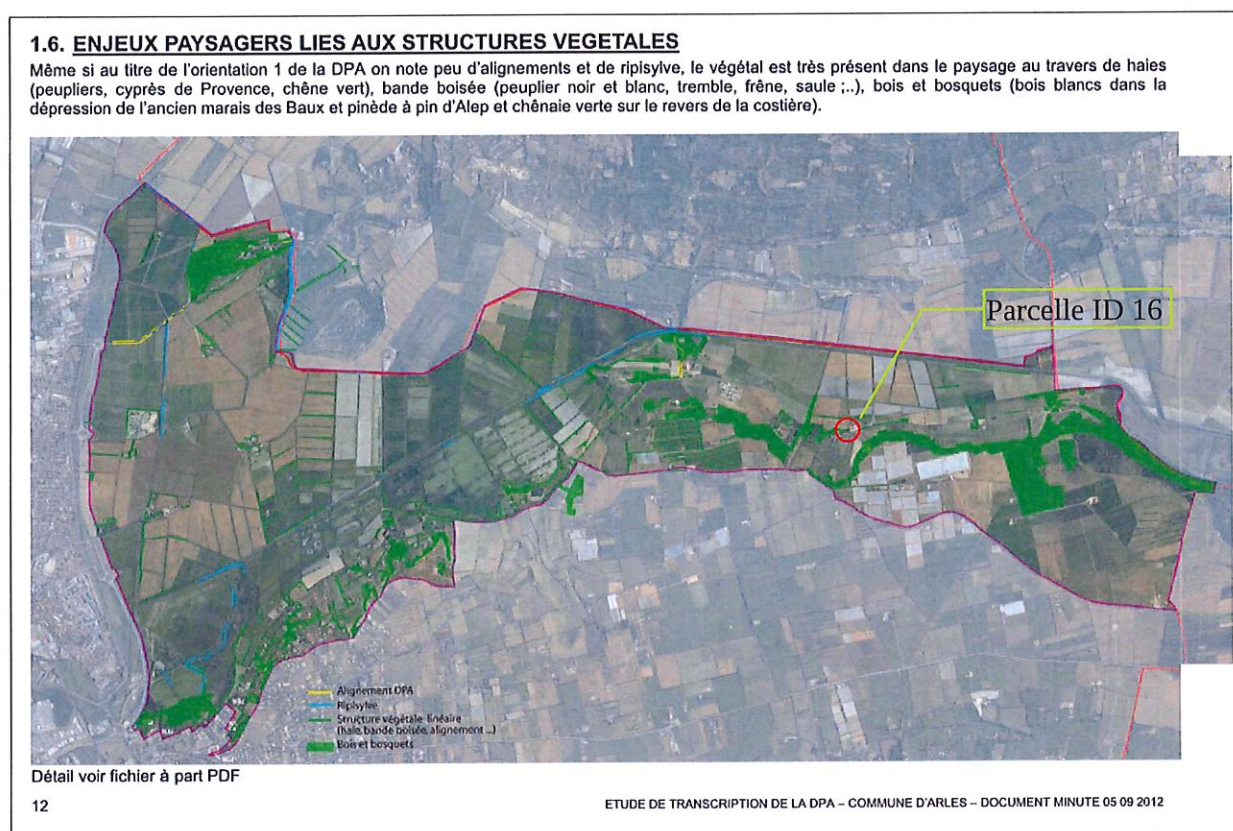 1.6. ENJEUX PAYSAGERS LIES AUX STRUCTURES VEGETALES
Même si au titre de l'orientation 1 de la DPA on note peu d'alignements et de ripisylve, le végétal est très présent dans le paysage au travers de haies
(peupliers, cyprès de Provence, chêne vert), bande boisée (peuplier noir et blanc, tremble, frêne, saule ;..), bois et bosquets (bois blancs dans la
dépression de l'ancien marais des Baux et pinède à pin d'Alep et chênaie verte sur le revers de la costière).
Parcelle ID 16
Alignement DPA
Ripisylve
Structure végétale linéaire
(haie, bande boisée, alignement ...)
Bois et bosquets
Détail voir fichier à part PDF
12
ETUDE DE TRANSCRIPTION DE LA DPA – COMMUNE D'ARLES – DOCUMENT MINUTE 05 09 2012